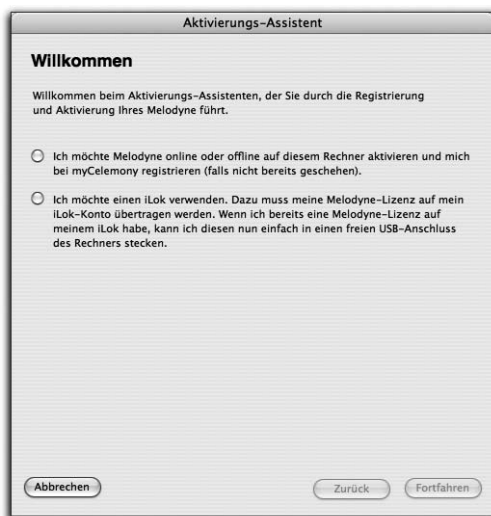 Aktivierungs-Assistent
Willkommen
Willkommen beim Aktivierungs-Assistenten, der Sie durch die Registrierung
und Aktivierung Ihres Melodyne führt.
Ich möchte Melodyne online oder offline auf diesem Rechner aktivieren und mich
bei myCelemony registrieren (falls nicht bereits geschehen).
Ich möchte einen iLok verwenden. Dazu muss meine Melodyne-Lizenz auf mein
iLok-Konto übertragen werden. Wenn ich bereits eine Melodyne-Lizenz auf
meinem iLok habe, kann ich diesen nun einfach in einen freien USB-Anschluss
des Rechners stecken.
Abbrechen
Zurück
Fortfahren